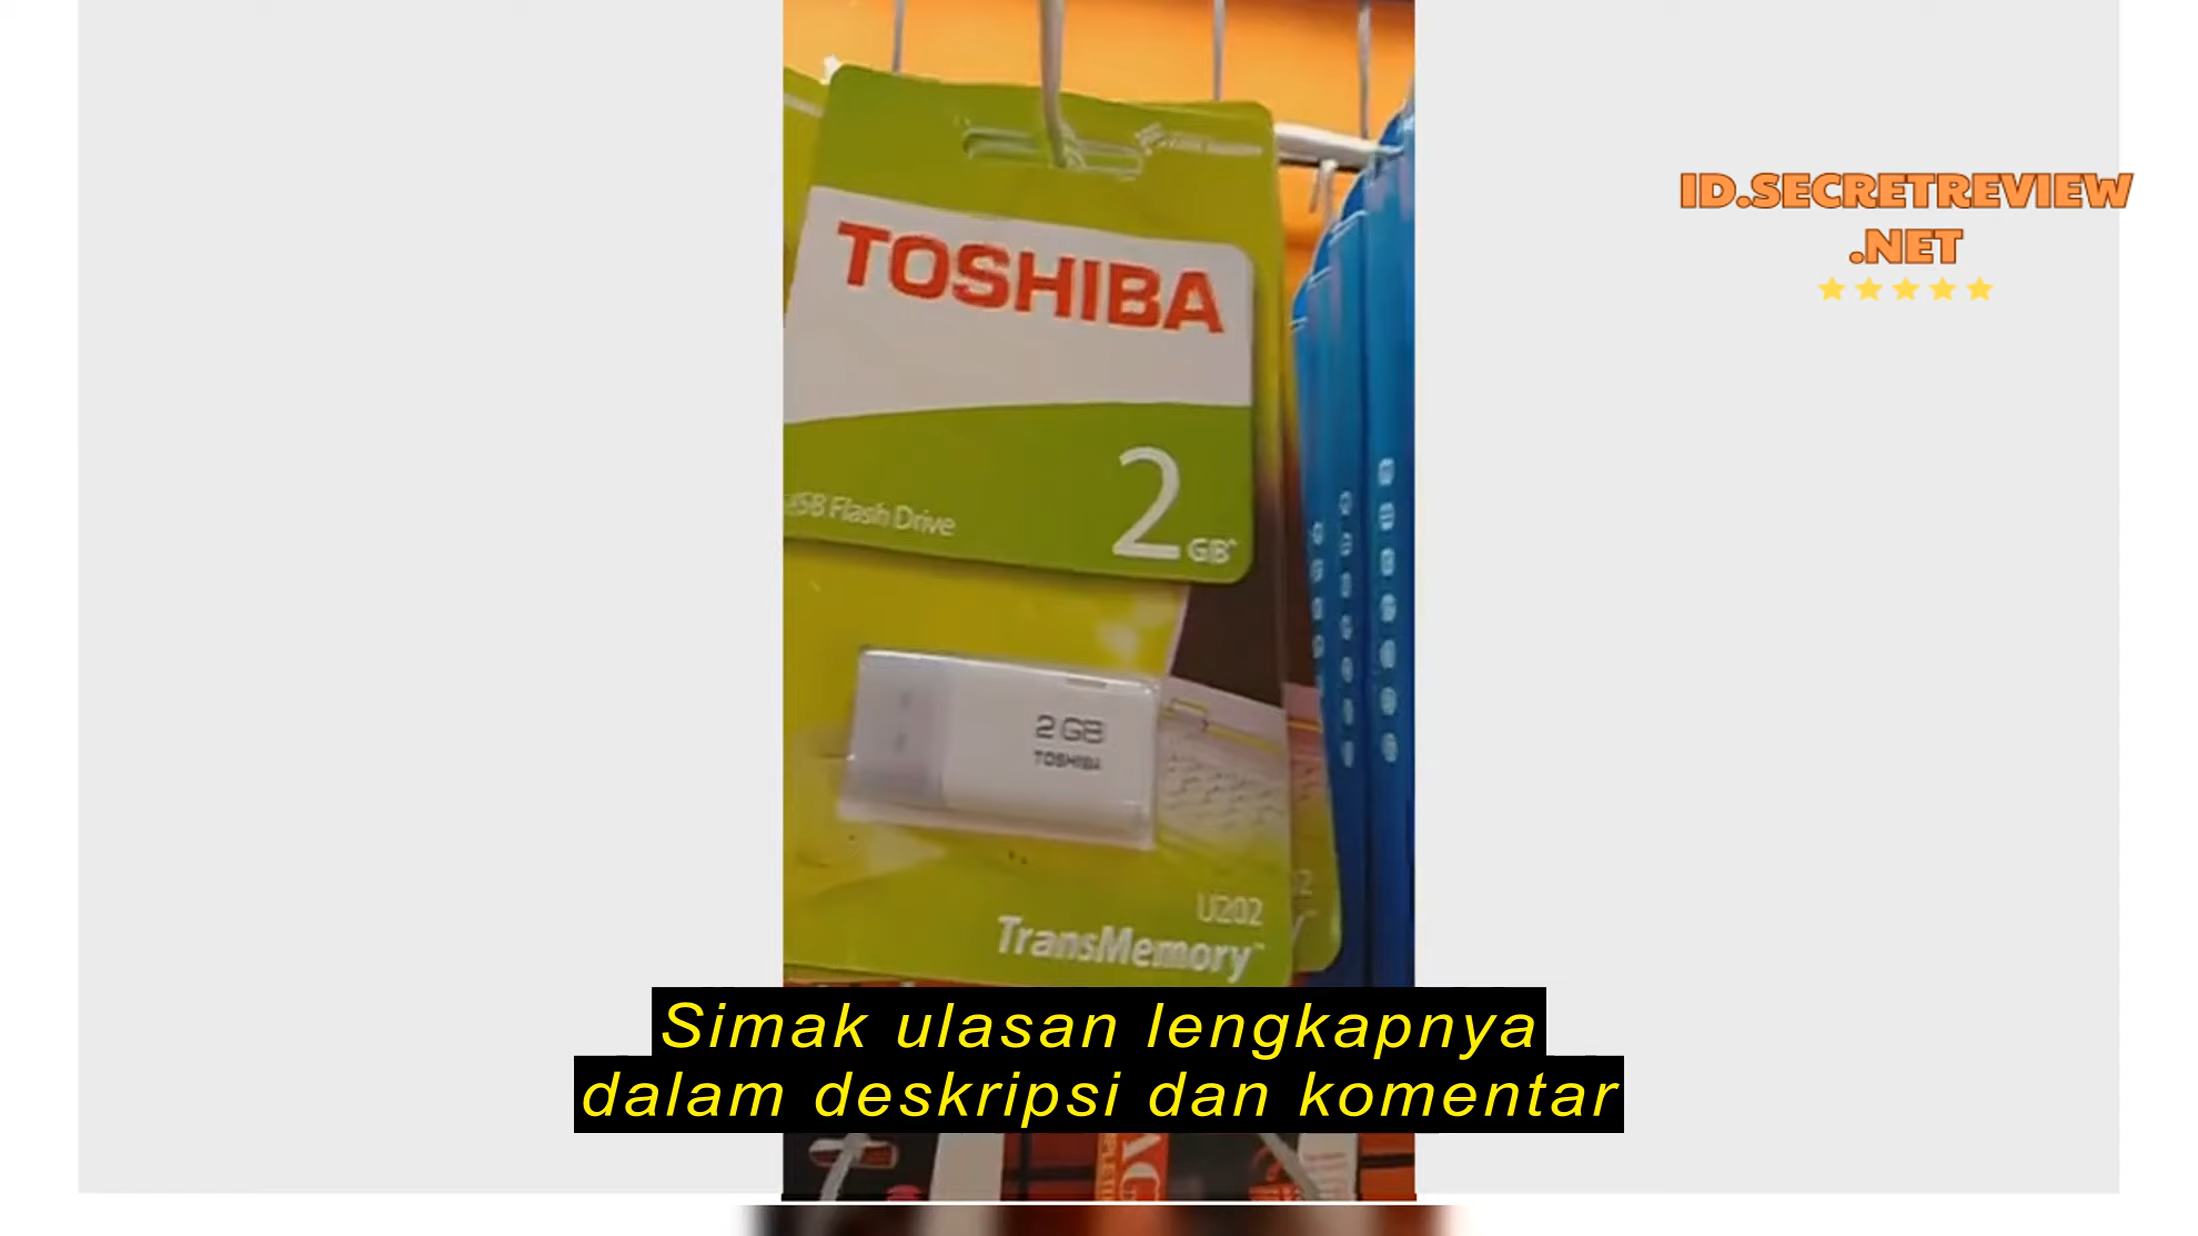 ID.SECRETREVIEW
.NET
TOSHIBA
2 GB
USB Flash Drive
2 GB
TOSHIBA
U202
TransMemory™
Simak ulasan lengkapnya
dalam deskripsi dan komentar